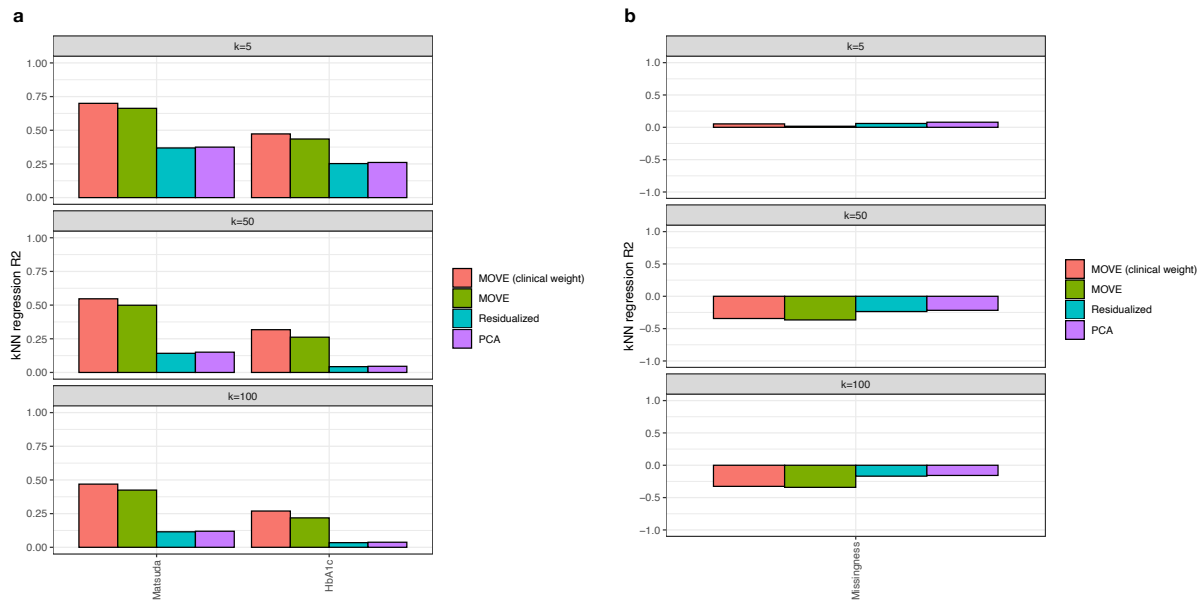 a
k=5
1.00
0.75
0.50
0.25
0.00
k=50
1.00
0.75
0.50
0.25
0.00
k=100
1.00
0.75
0.50
0.25
0.00
kNN regression R2
Matsuda
HbA1c
MOVE (clinical weight)
MOVE
Residualized
PCA
b
k=5
1.0
0.5
0.0
−0.5
−1.0
k=50
1.0
0.5
0.0
−0.5
−1.0
k=100
1.0
0.5
0.0
−0.5
−1.0
kNN regression R2
Missingness
MOVE (clinical weight)
MOVE
Residualized
PCA